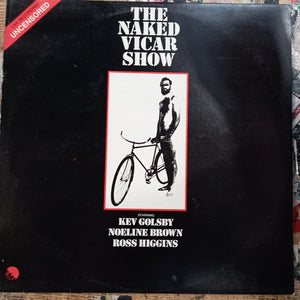 UNCENSORED
THE
NAKED
VICAR
SHOW
STARRING
KEV GOLSBY
NOELINE BROWN
ROSS HIGGINS